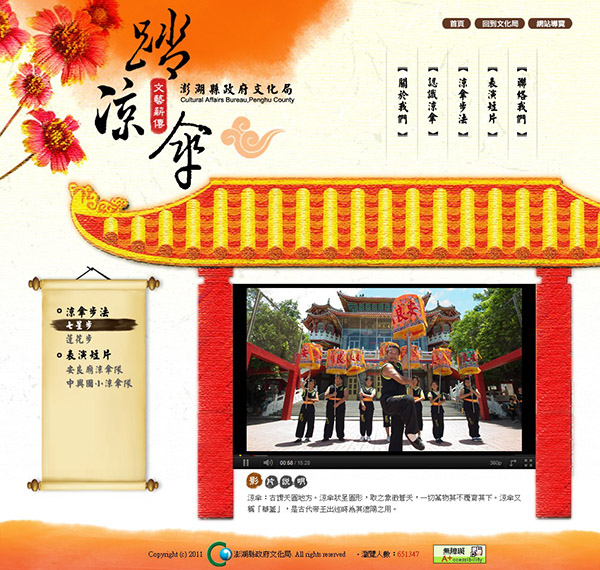 首頁 回到文化局 網站導覽
踏涼傘
文藝薪傳
澎湖縣政府文化局
Cultural Affairs Bureau,Penghu County
【關於我們】
【認識涼傘】
【涼傘步法】
【表演短片】
【聯絡我們】
涼傘步法
七星步
蓮花步
表演短片
安良廟涼傘隊
中興國小涼傘隊
安良
00:58 / 15:28
360p
影片說明
涼傘：古謂天圓地方。涼傘狀呈圓形，取之象徵普天，一切萬物其不覆育其下。涼傘又
稱「華蓋」，是古代帝王出巡時為其遮陽之用。
Copyright (c) 2011 澎湖縣政府文化局. All rights reserved ‧瀏覽人數：651347
無障礙
A+ccessibility